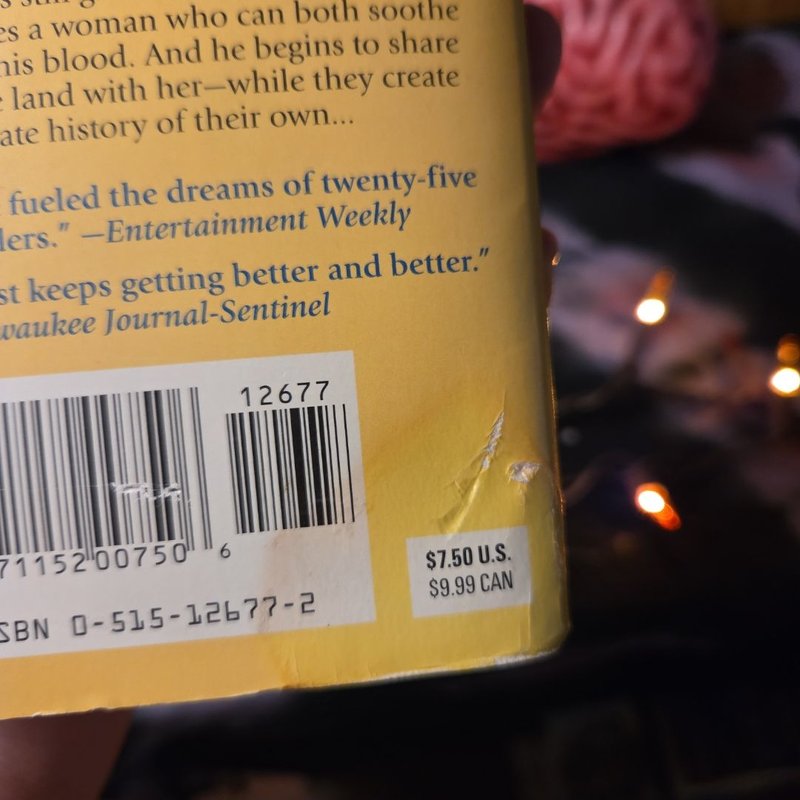 es a woman who can both soothe
his blood. And he begins to share
e land with her—while they create
ate history of their own...
fueled the dreams of twenty-five
lers." —Entertainment Weekly
st keeps getting better and better."
waukee Journal-Sentinel
12677
71152 00750 6
SBN 0-515-12677-2
$7.50 U.S.
$9.99 CAN